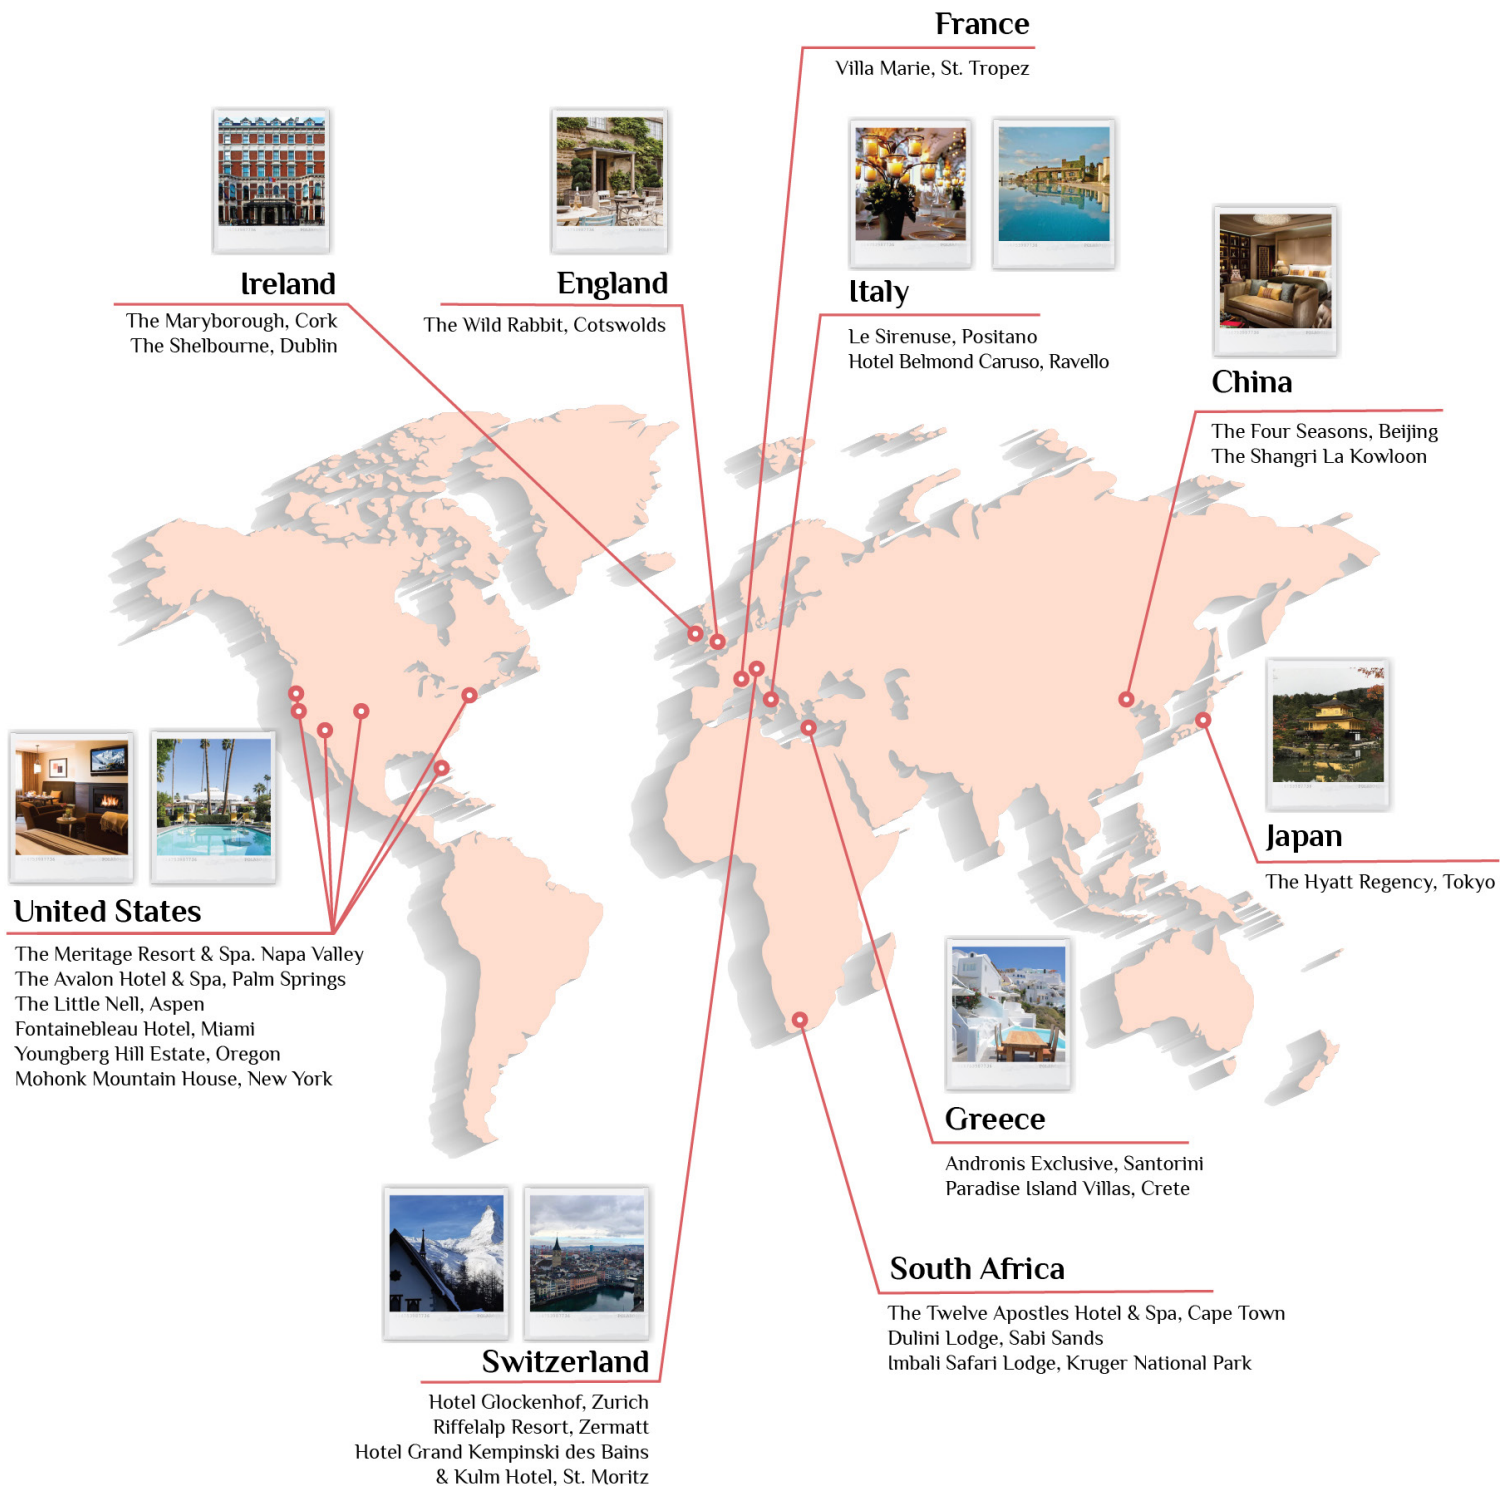 France
Villa Marie, St. Tropez
Ireland
The Maryborough, Cork
The Shelbourne, Dublin
England
The Wild Rabbit, Cotswolds
Italy
Le Sirenuse, Positano
Hotel Belmond Caruso, Ravello
China
The Four Seasons, Beijing
The Shangri La Kowloon
Japan
The Hyatt Regency, Tokyo
United States
The Meritage Resort & Spa. Napa Valley
The Avalon Hotel & Spa, Palm Springs
The Little Nell, Aspen
Fontainebleau Hotel, Miami
Youngberg Hill Estate, Oregon
Mohonk Mountain House, New York
Greece
Andronis Exclusive, Santorini
Paradise Island Villas, Crete
South Africa
The Twelve Apostles Hotel & Spa, Cape Town
Dulini Lodge, Sabi Sands
Imbali Safari Lodge, Kruger National Park
Switzerland
Hotel Glockenhof, Zurich
Riffelalp Resort, Zermatt
Hotel Grand Kempinski des Bains
& Kulm Hotel, St. Moritz